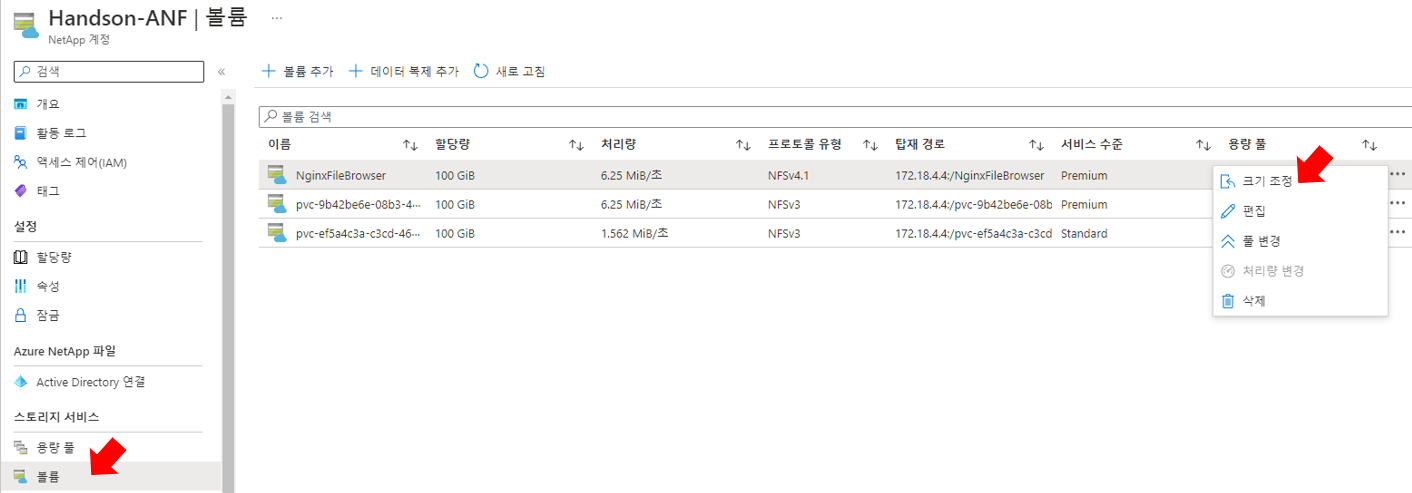 Handson-ANF | 볼륨 ...
NetApp 계정
검색 «
개요
활동 로그
액세스 제어(IAM)
태그
설정
할당량
속성
잠금
Azure NetApp 파일
Active Directory 연결
스토리지 서비스
용량 풀
볼륨
+ 볼륨 추가 + 데이터 복제 추가 새로 고침
볼륨 검색
이름 ↑↓ 할당량 ↑↓ 처리량 ↑↓ 프로토콜 유형 ↑↓ 탑재 경로 ↑↓ 서비스 수준 ↑↓ 용량 풀 ↑↓
NginxFileBrowser 100 GiB 6.25 MiB/초 NFSv4.1 172.18.4.4:/NginxFileBrowser Premium ...
pvc-9b42be6e-08b3-4... 100 GiB 6.25 MiB/초 NFSv3 172.18.4.4:/pvc-9b42be6e-08b Premium ...
pvc-ef5a4c3a-c3cd-46... 100 GiB 1.562 MiB/초 NFSv3 172.18.4.4:/pvc-ef5a4c3a-c3cd Standard ...
크기 조정
편집
풀 변경
처리량 변경
삭제